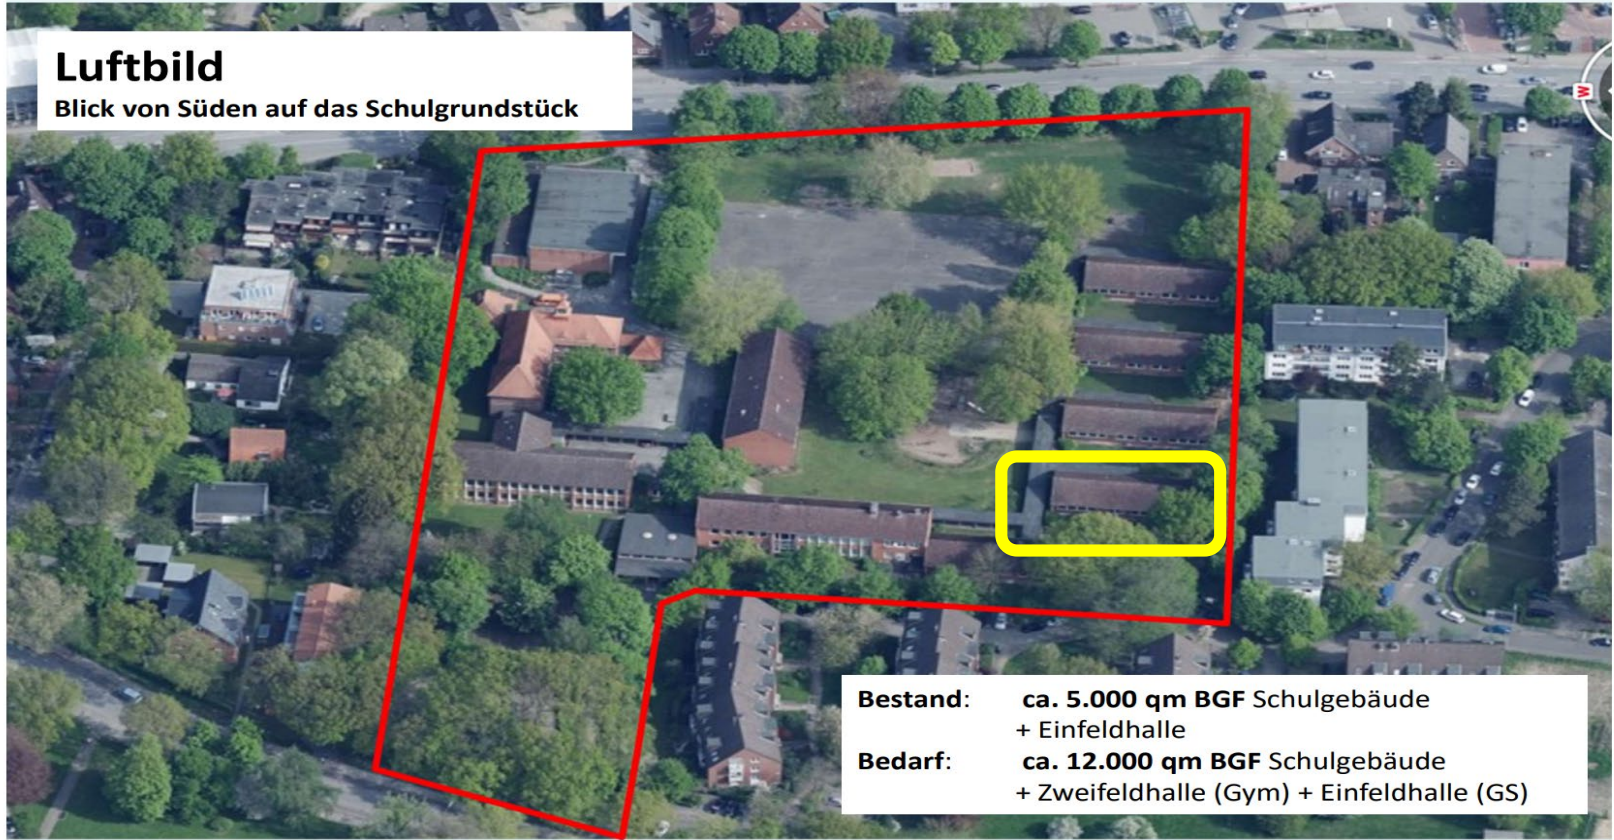 Luftbild
Blick von Süden auf das Schulgrundstück
W
Bestand: ca. 5.000 qm BGF Schulgebäude
+ Einfeldhalle
Bedarf: ca. 12.000 qm BGF Schulgebäude
+ Zweifeldhalle (Gym) + Einfeldhalle (GS)